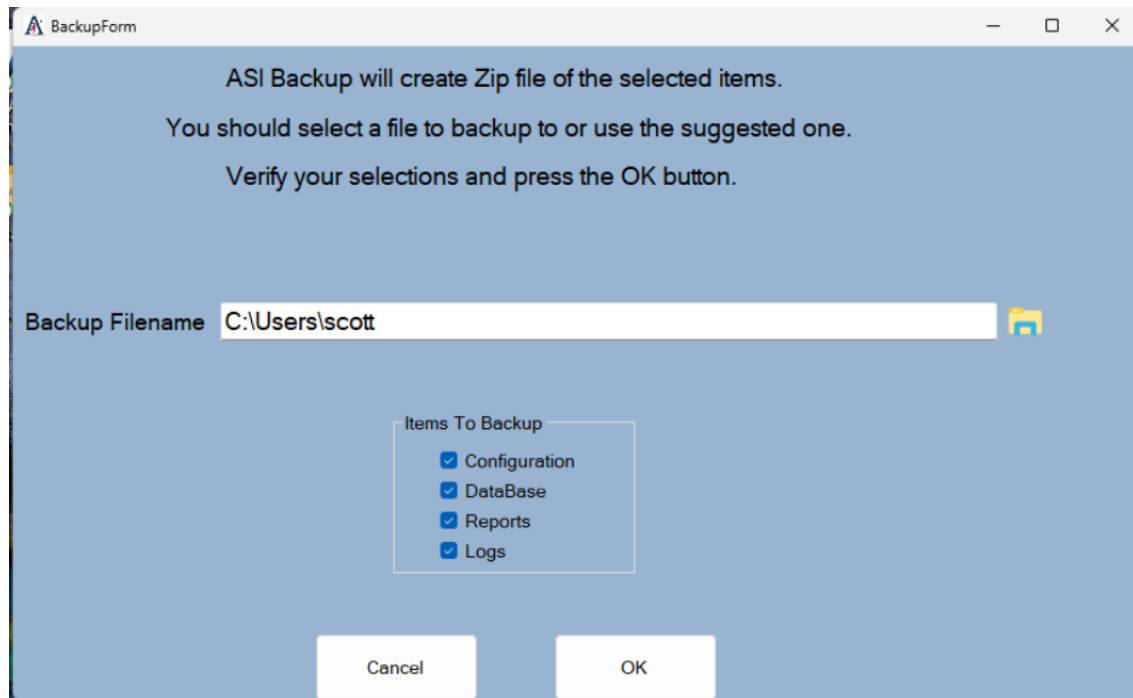 BackupForm
ASI Backup will create Zip file of the selected items.
You should select a file to backup to or use the suggested one.
Verify your selections and press the OK button.
Backup Filename C:\Users\scott
Items To Backup
Configuration
DataBase
Reports
Logs
Cancel OK